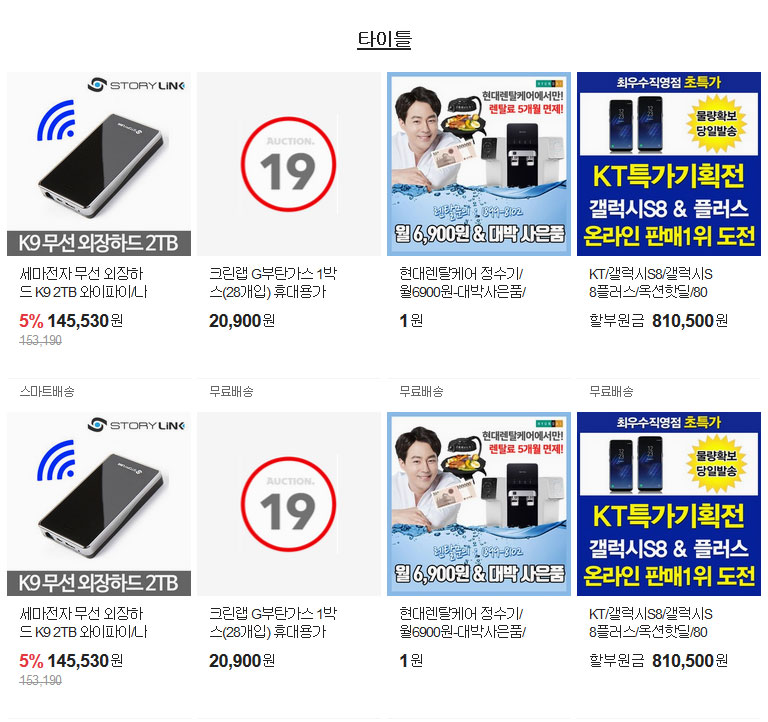 타이틀
STORYLINK
K9 무선 외장하드 2TB
세마전자 무선 외장하
드 K9 2TB 와이파이/나
5% 145,530원
153,190
스마트배송
AUCTION.
19
크린랩 G부탄가스 1박
스(28개입) 휴대용가
20,900원
무료배송
현대렌탈케어에서만!
렌탈료 5개월 면제!
렌탈문의 : 1899-8102
월 6,900원 & 대박 사은품
현대렌탈케어 정수기/
월6900원-대박사은품/
1원
무료배송
최우수직영점 초특가
물량확보
당일발송
KT특가기획전
갤럭시S8 & 플러스
온라인 판매1위 도전
KT/갤럭시S8/갤럭시S
8플러스/옥션핫딜/80
할부원금 810,500원
무료배송
STORYLINK
K9 무선 외장하드 2TB
세마전자 무선 외장하
드 K9 2TB 와이파이/나
5% 145,530원
153,190
AUCTION.
19
크린랩 G부탄가스 1박
스(28개입) 휴대용가
20,900원
현대렌탈케어에서만!
렌탈료 5개월 면제!
렌탈문의 : 1899-8102
월 6,900원 & 대박 사은품
현대렌탈케어 정수기/
월6900원-대박사은품/
1원
최우수직영점 초특가
물량확보
당일발송
KT특가기획전
갤럭시S8 & 플러스
온라인 판매1위 도전
KT/갤럭시S8/갤럭시S
8플러스/옥션핫딜/80
할부원금 810,500원